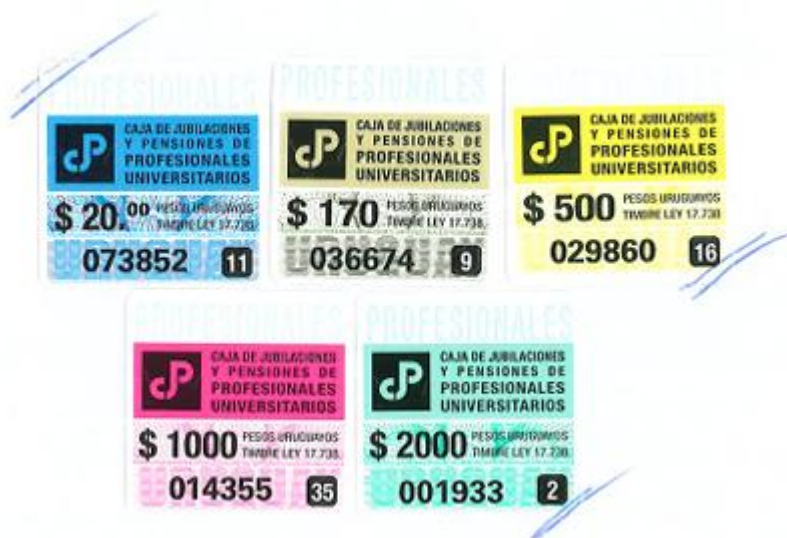 PROFESIONALES
CAJA DE JUBILACIONES
Y PENSIONES DE
PROFESIONALES
UNIVERSITARIOS
$ 20.00 PESOS URUGUAYOS
TIMBRE LEY 17.738
073852 11
PROFESIONALES
CAJA DE JUBILACIONES
Y PENSIONES DE
PROFESIONALES
UNIVERSITARIOS
$ 170 PESOS URUGUAYOS
TIMBRE LEY 17.738.
URUGUAY
036674 9
CAJA DE JUBILACIONES
Y PENSIONES DE
PROFESIONALES
UNIVERSITARIOS
$ 500 PESOS URUGUAYOS
TIMBRE LEY 17.738.
029860 16
PROFESIONALES
CAJA DE JUBILACIONES
Y PENSIONES DE
PROFESIONALES
UNIVERSITARIOS
$ 1000 PESOS URUGUAYOS
TIMBRE LEY 17.738.
014355 35
PROFESIONALES
CAJA DE JUBILACIONES
Y PENSIONES DE
PROFESIONALES
UNIVERSITARIOS
$ 2000 PESOS URUGUAYOS
TIMBRE LEY 17.738.
001933 2